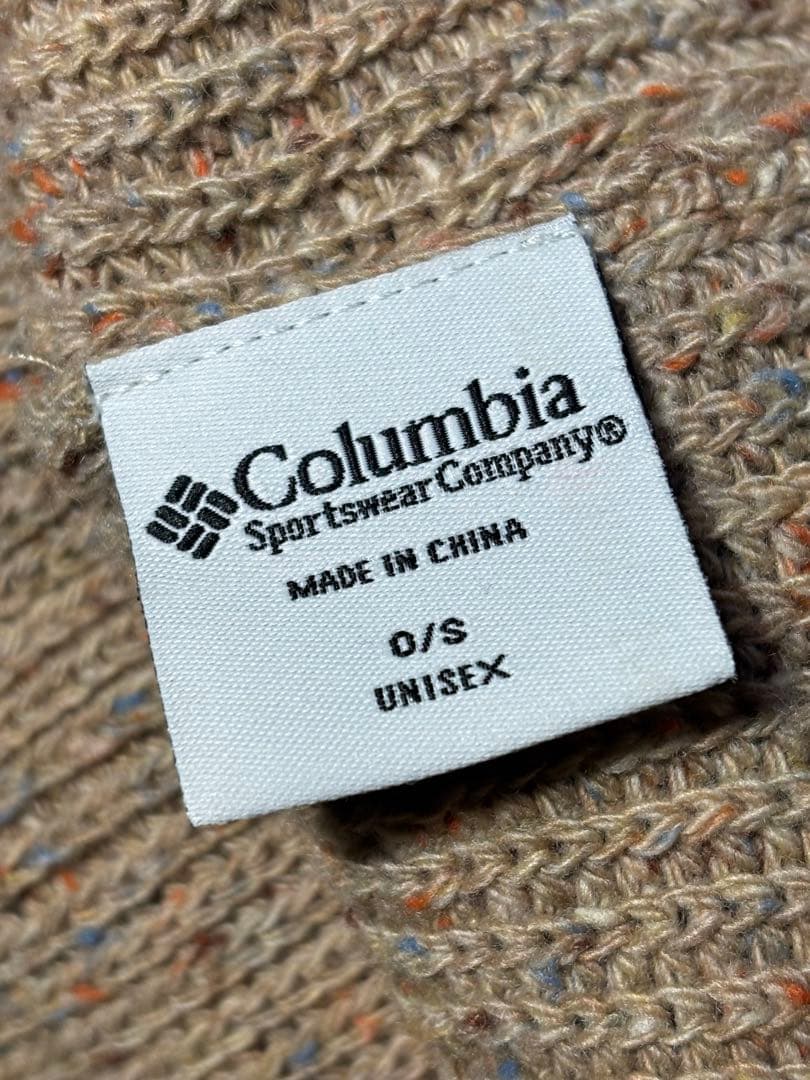 Columbia
Sportswear Company®
MADE IN CHINA
O/S
UNISEX